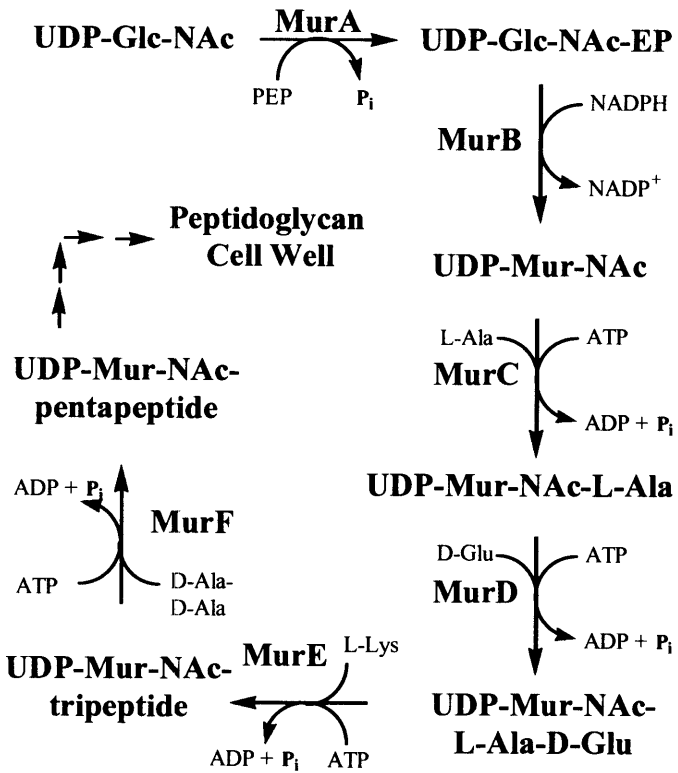 UDP-Glc-NAc
MurA
UDP-Glc-NAc-EP
PEP
Pi
NADPH
MurB
NADP+
Peptidoglycan
Cell Well
UDP-Mur-NAc
L-Ala
ATP
MurC
ADP + Pi
UDP-Mur-NAc-
pentapeptide
UDP-Mur-NAc-L-Ala
ADP + Pi
MurF
ATP
D-Ala-
D-Ala
D-Glu
ATP
MurD
ADP + Pi
UDP-Mur-NAc-
tripeptide
MurE
L-Lys
ADP + Pi
ATP
UDP-Mur-NAc-
L-Ala-D-Glu